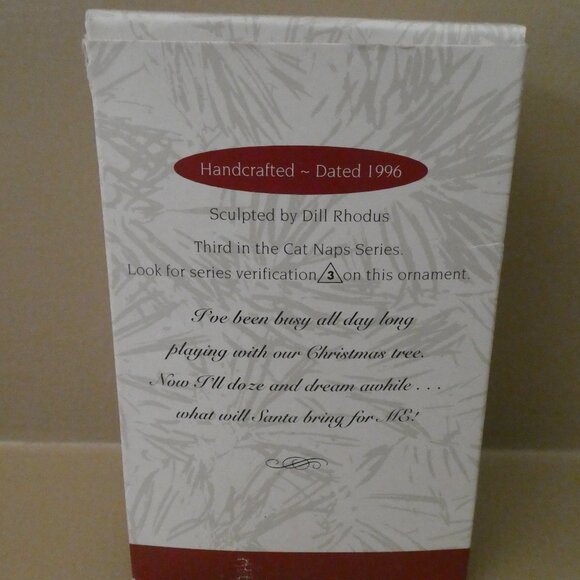 Handcrafted ~ Dated 1996
Sculpted by Dill Rhodus
Third in the Cat Naps Series.
Look for series verification 3 on this ornament.
I've been busy all day long
playing with our Christmas tree.
Now I'll doze and dream awhile . . .
what will Santa bring for ME!